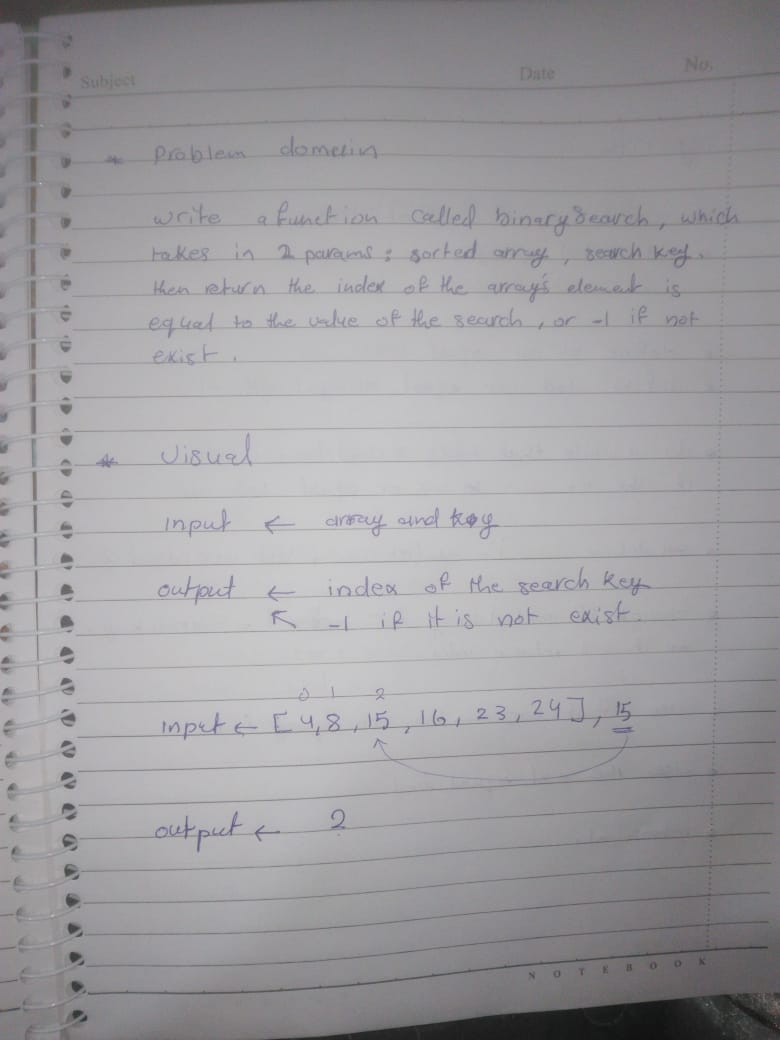 Subject Date No.
* Problem domain
write a function called binarySearch, which
takes in 2 params: sorted array, search key.
then return the index of the array's element is
equal to the value of the search, or -1 if not
exist.
* Visual
input ← array and key
output ← index of the search key
↖ -1 if it is not exist.
0 1 2
input ← [4,8,15,16,23,24], 15
output ← 2
NOTEBOOK